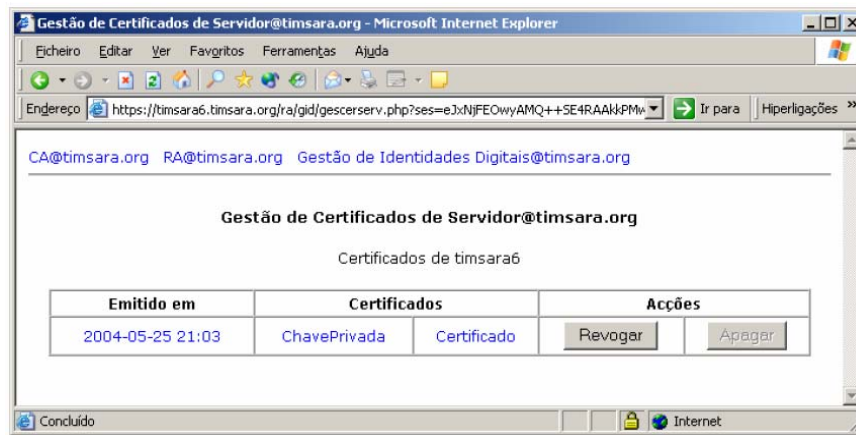 Gestão de Certificados de Servidor@timsara.org - Microsoft Internet Explorer
Ficheiro Editar Ver Favoritos Ferramentas Ajuda
Endereço https://timsara6.timsara.org/ra/gid/gescerserv.php?ses=eJxNjFEOwyAMQ++SE4RAAkkPMw Ir para Hiperligações »
CA@timsara.org RA@timsara.org Gestão de Identidades Digitais@timsara.org
Gestão de Certificados de Servidor@timsara.org
Certificados de timsara6
Emitido em Certificados Acções
2004-05-25 21:03 ChavePrivada Certificado Revogar Apagar
Concluído Internet